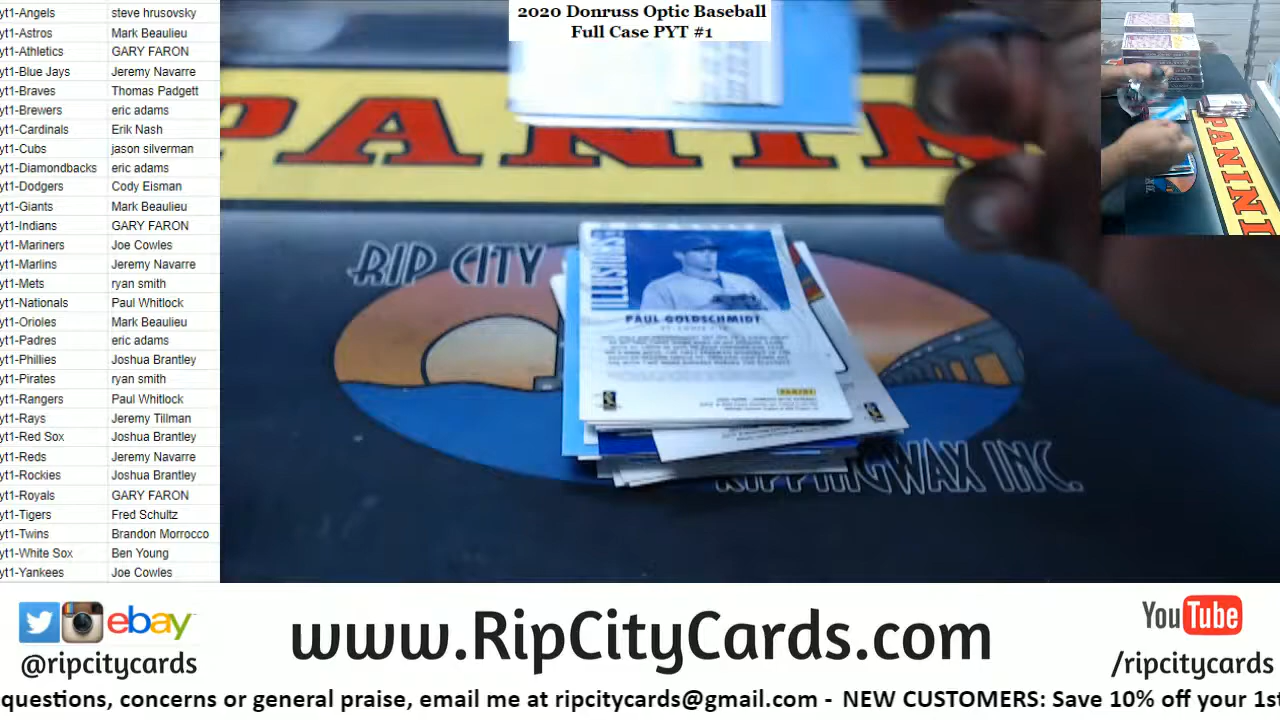 2020 Donruss Optic Baseball
Full Case PYT #1
yt1-Angels steve hrusovsky
yt1-Astros Mark Beaulieu
yt1-Athletics GARY FARON
yt1-Blue Jays Jeremy Navarre
yt1-Braves Thomas Padgett
yt1-Brewers eric adams
yt1-Cardinals Erik Nash
yt1-Cubs jason silverman
yt1-Diamondbacks eric adams
yt1-Dodgers Cody Eisman
yt1-Giants Mark Beaulieu
yt1-Indians GARY FARON
yt1-Mariners Joe Cowles
yt1-Marlins Jeremy Navarre
yt1-Mets ryan smith
yt1-Nationals Paul Whitlock
yt1-Orioles Mark Beaulieu
yt1-Padres eric adams
yt1-Phillies Joshua Brantley
yt1-Pirates ryan smith
yt1-Rangers Paul Whitlock
yt1-Rays Jeremy Tillman
yt1-Red Sox Joshua Brantley
yt1-Reds Jeremy Navarre
yt1-Rockies Joshua Brantley
yt1-Royals GARY FARON
yt1-Tigers Fred Schultz
yt1-Twins Brandon Morrocco
yt1-White Sox Ben Young
yt1-Yankees Joe Cowles
PANINI
PANINI
RIP CITY
ILLUSIONS
PAUL GOLDSCHMIDT
PANINI
RIPPINGWAX INC.
ebay
@ripcitycards
www.RipCityCards.com
YouTube
/ripcitycards
questions, concerns or general praise, email me at ripcitycards@gmail.com - NEW CUSTOMERS: Save 10% off your 1st